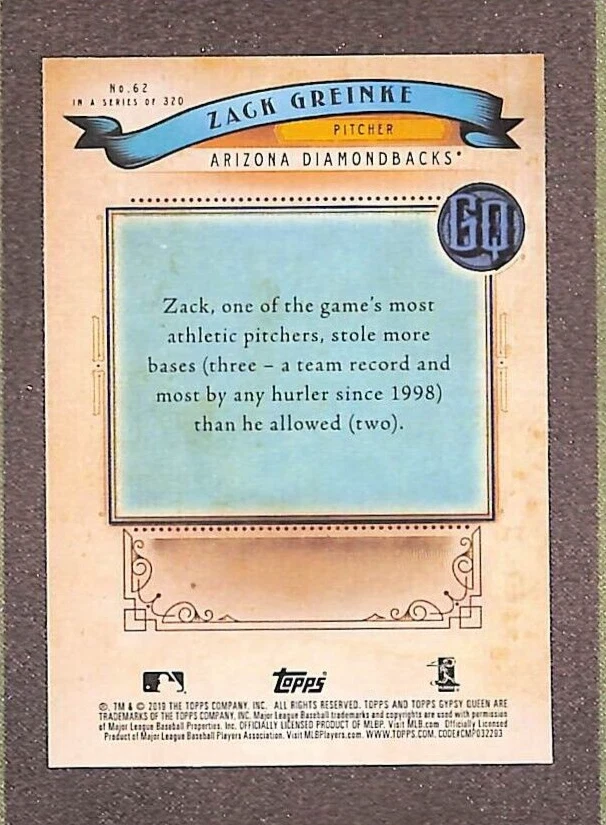 No.62
IN A SERIES OF 320
ZACK GREINKE
PITCHER
ARIZONA DIAMONDBACKS*
GQ
Zack, one of the game's most
athletic pitchers, stole more
bases (three – a team record and
most by any hurler since 1998)
than he allowed (two).
Topps
®, TM & © 2019 THE TOPPS COMPANY, INC. ALL RIGHTS RESERVED. TOPPS AND TOPPS GYPSY QUEEN ARE
TRADEMARKS OF THE TOPPS COMPANY, INC. Major League Baseball trademarks and copyrights are used with permission
of Major League Baseball Properties, Inc. OFFICIALLY LICENSED PRODUCT OF MLBP. Visit MLB.com Officially Licensed
Product of Major League Baseball Players Association. Visit MLBPlayers.com. WWW.TOPPS.COM. CODE#CMP032293